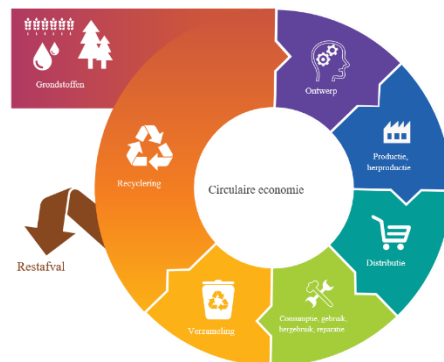 Grondstoffen
Ontwerp
Productie,
herproductie
Distributie
Consumptie, gebruik,
hergebruik, reparatie
Verzameling
Recyclering
Restafval
Circulaire economie